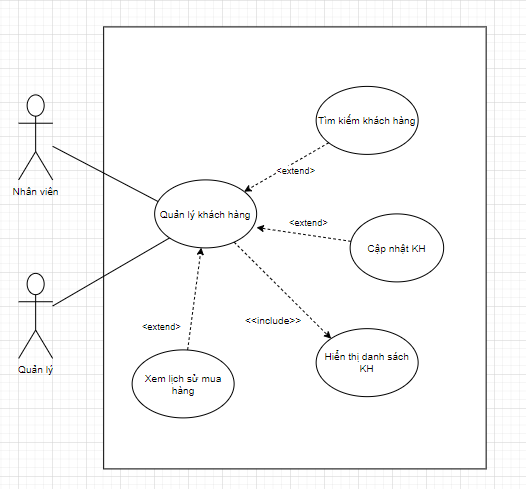 Tìm kiếm khách hàng
<extend>
Nhân viên
Quản lý khách hàng
<extend>
Cập nhật KH
<<include>>
<extend>
Hiển thị danh sách
KH
Quản lý
Xem lịch sử mua
hàng